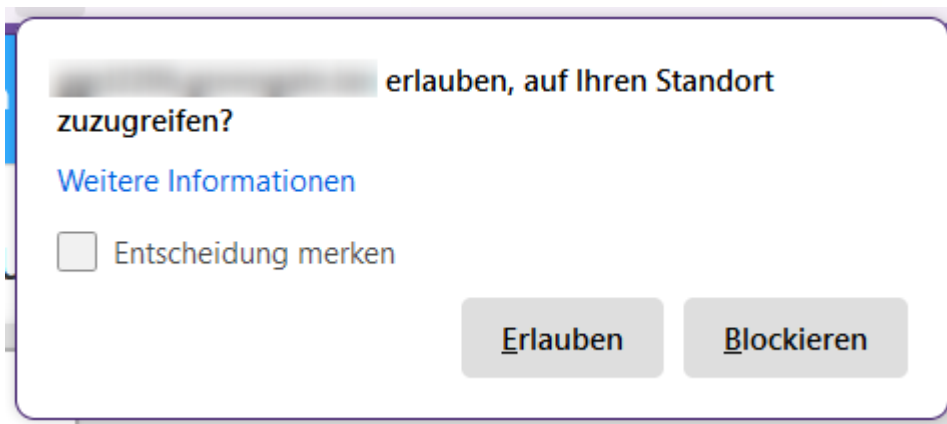 erlauben, auf Ihren Standort
zuzugreifen?
Weitere Informationen
Entscheidung merken
Erlauben
Blockieren